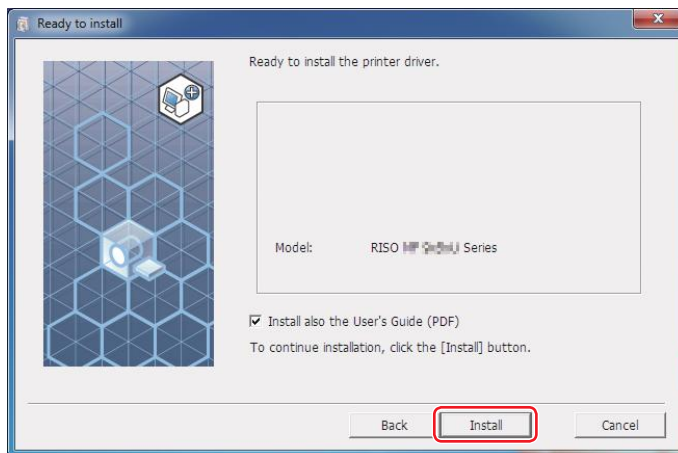 Ready to install
Ready to install the printer driver.
Model: RISO Series
Install also the User's Guide (PDF)
To continue installation, click the [Install] button.
Back Install Cancel